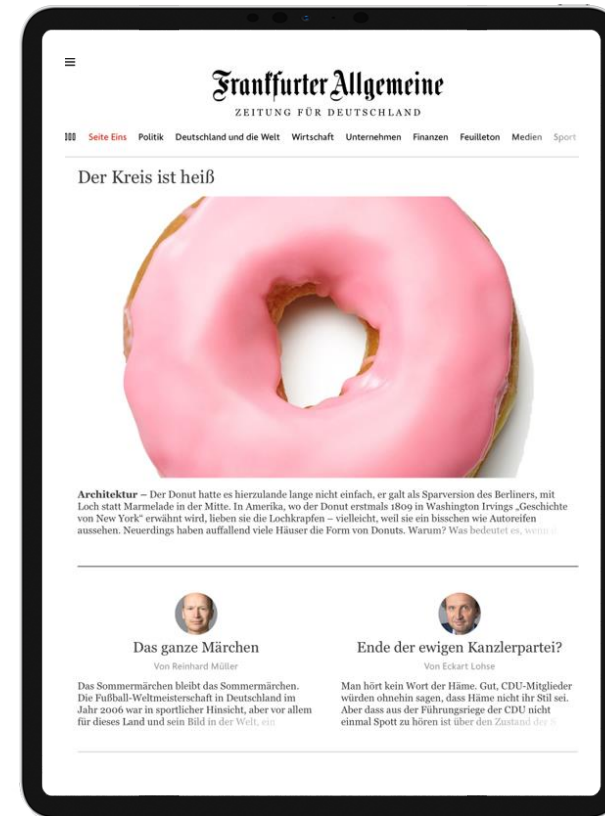 Frankfurter Allgemeine
ZEITUNG FÜR DEUTSCHLAND
Seite Eins Politik Deutschland und die Welt Wirtschaft Unternehmen Finanzen Feuilleton Medien Sport
Der Kreis ist heiß
Architektur – Der Donut hatte es hierzulande lange nicht einfach, er galt als Sparversion des Berliners, mit
Loch statt Marmelade in der Mitte. In Amerika, wo der Donut erstmals 1809 in Washington Irvings „Geschichte
von New York“ erwähnt wird, lieben sie die Lochkrapfen – vielleicht, weil sie ein bisschen wie Autoreifen
aussehen. Neuerdings haben auffallend viele Häuser die Form von Donuts. Warum? Was bedeutet es, wenn
Das ganze Märchen
Von Reinhard Müller
Das Sommermärchen bleibt das Sommermärchen.
Die Fußball-Weltmeisterschaft in Deutschland im
Jahr 2006 war in sportlicher Hinsicht, aber vor allem
für dieses Land und sein Bild in der Welt, ein
Ende der ewigen Kanzlerpartei?
Von Eckart Lohse
Man hört kein Wort der Häme. Gut, CDU-Mitglieder
würden ohnehin sagen, dass Häme nicht ihr Stil sei.
Aber dass aus der Führungsriege der CDU nicht
einmal Spott zu hören ist über den Zustand der